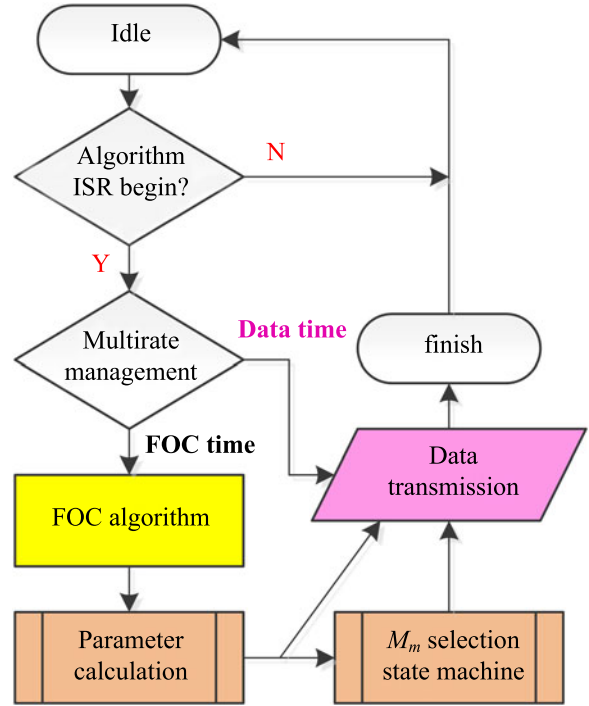 Idle
Algorithm
ISR begin?
N
Y
Multirate
management
Data time
finish
FOC time
Data
transmission
FOC algorithm
Parameter
calculation
Mm selection
state machine